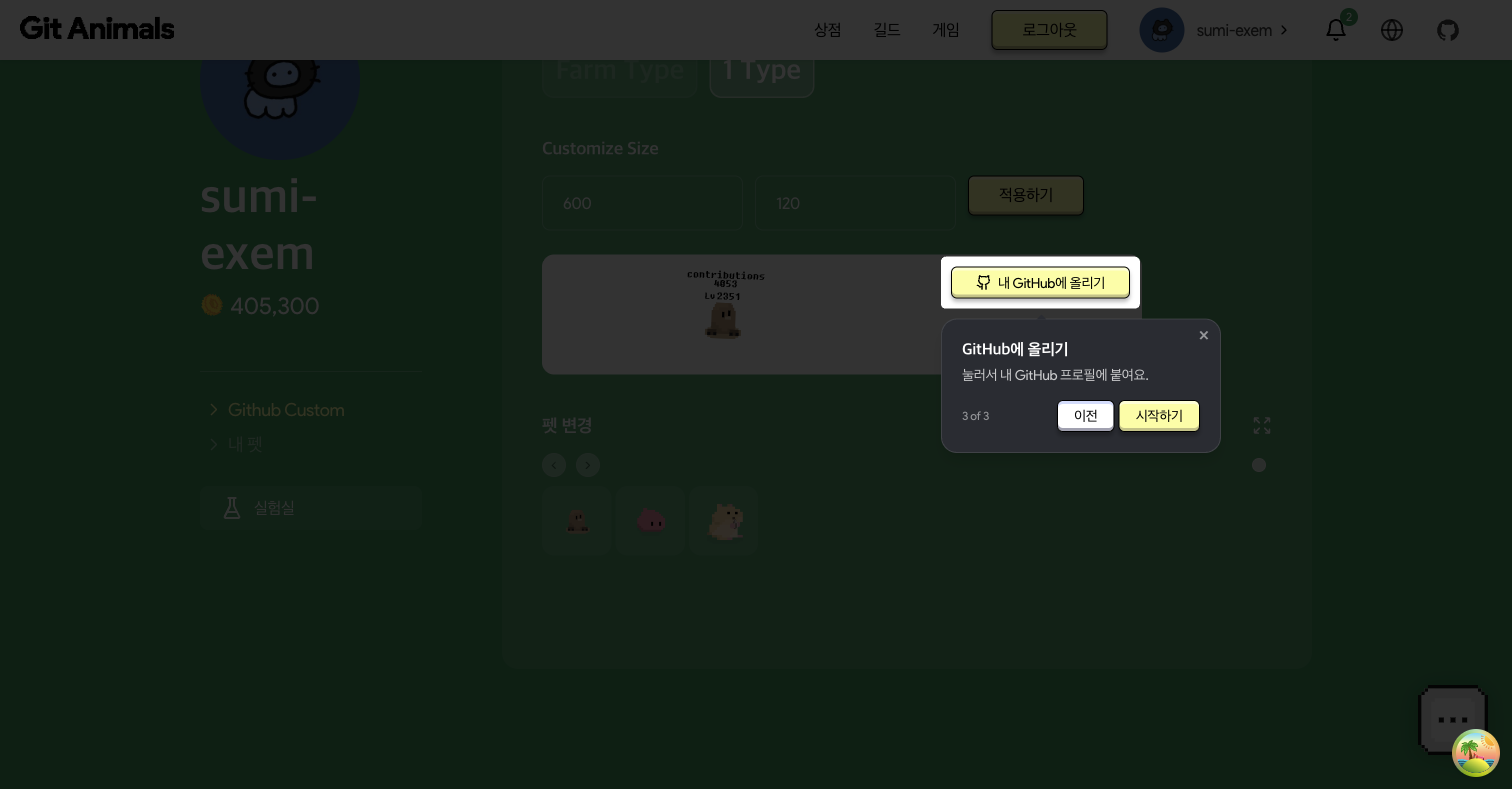 Git Animals
상점
길드
게임
로그아웃
sumi-exem
2
Farm Type
1 Type
sumi-
exem
405,300
Customize Size
600
120
적용하기
contributions
4053
Lv2351
내 GitHub에 올리기
GitHub에 올리기
눌러서 내 GitHub 프로필에 붙여요.
3 of 3
이전
시작하기
Github Custom
내 펫
실험실
펫 변경